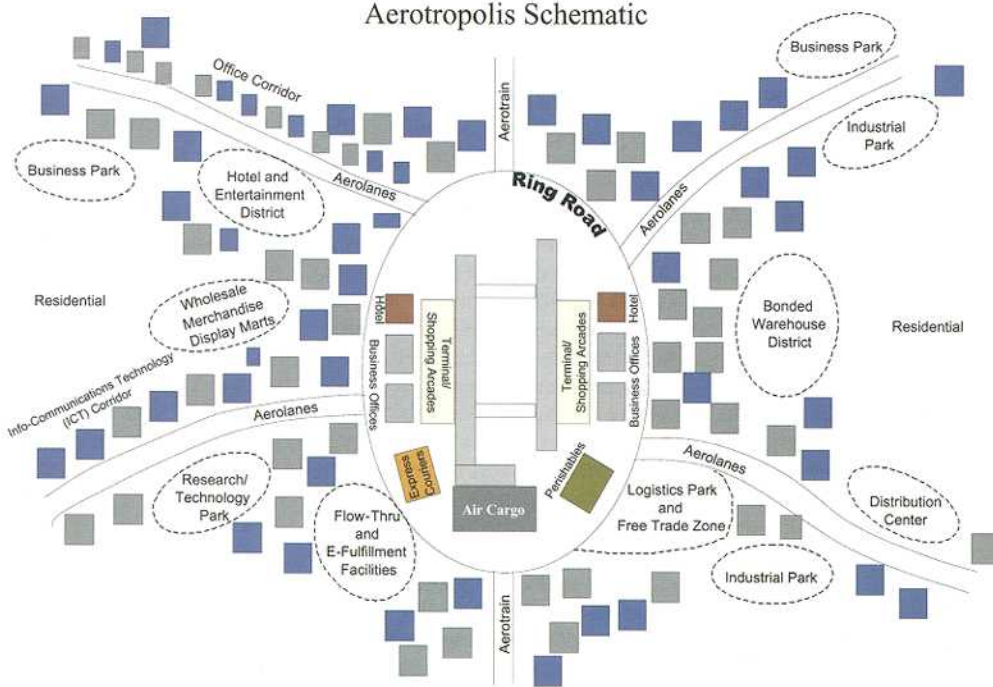 Aerotropolis Schematic
Business Park
Office Corridor
Aerotrain
Industrial
Park
Business Park
Hotel and
Entertainment
District
Aerolanes
Ring Road
Aerolanes
Residential
Wholesale
Merchandise
Display Marts
Hotel
Terminal/
Shopping Arcades
Business Offices
Terminal/
Shopping Arcades
Hotel
Business Offices
Bonded
Warehouse
District
Residential
Info-Communications Technology
(ICT) Corridor
Aerolanes
Aerolanes
Research/
Technology
Park
Express
Couriers
Air Cargo
Perishables
Logistics Park
and
Free Trade Zone
Distribution
Center
Flow-Thru
and
E-Fulfillment
Facilities
Industrial Park
Aerotrain